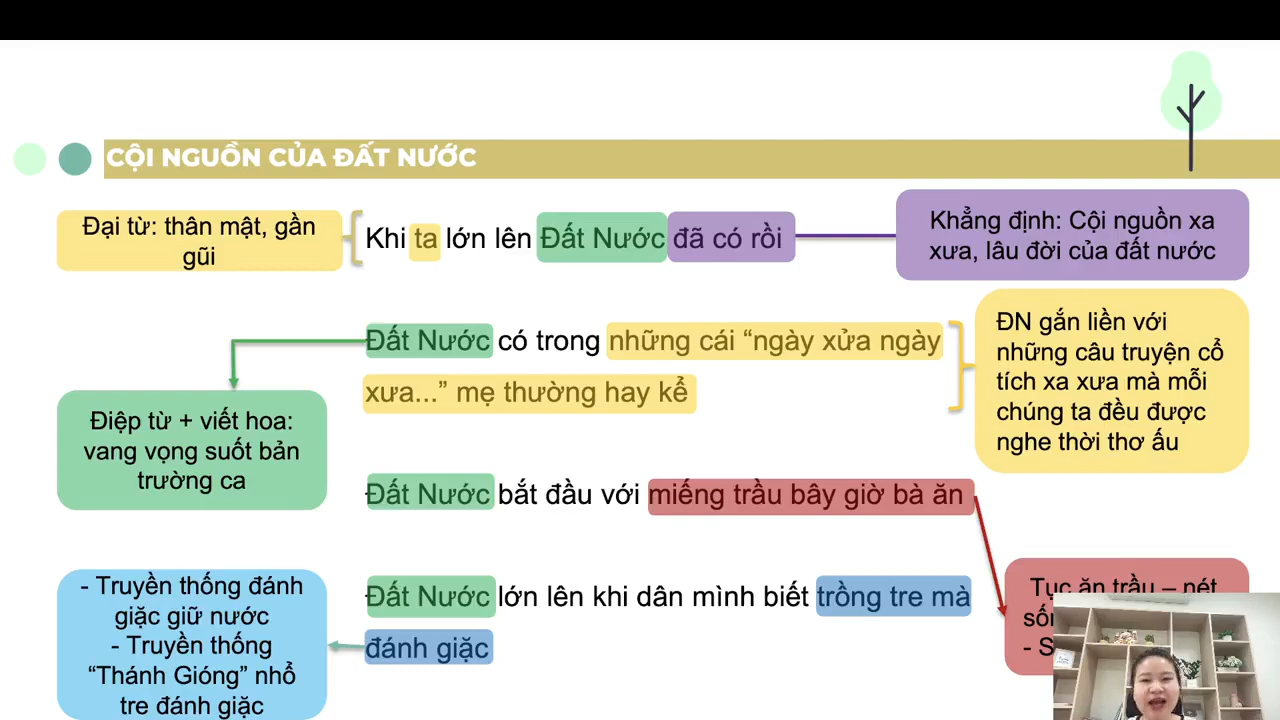 CỘI NGUỒN CỦA ĐẤT NƯỚC
Đại từ: thân mật, gần
gũi
Khi ta lớn lên Đất Nước đã có rồi
Khẳng định: Cội nguồn xa
xưa, lâu đời của đất nước
Đất Nước có trong những cái “ngày xửa ngày
xưa...” mẹ thường hay kể
ĐN gắn liền với
những câu truyện cổ
tích xa xưa mà mỗi
chúng ta đều được
nghe thời thơ ấu
Điệp từ + viết hoa:
vang vọng suốt bản
trường ca
Đất Nước bắt đầu với miếng trầu bây giờ bà ăn
Tục ăn trầu – nét
Đất Nước lớn lên khi dân mình biết trồng tre mà
đánh giặc
- Truyền thống đánh
giặc giữ nước
- Truyền thống
“Thánh Gióng” nhổ
tre đánh giặc